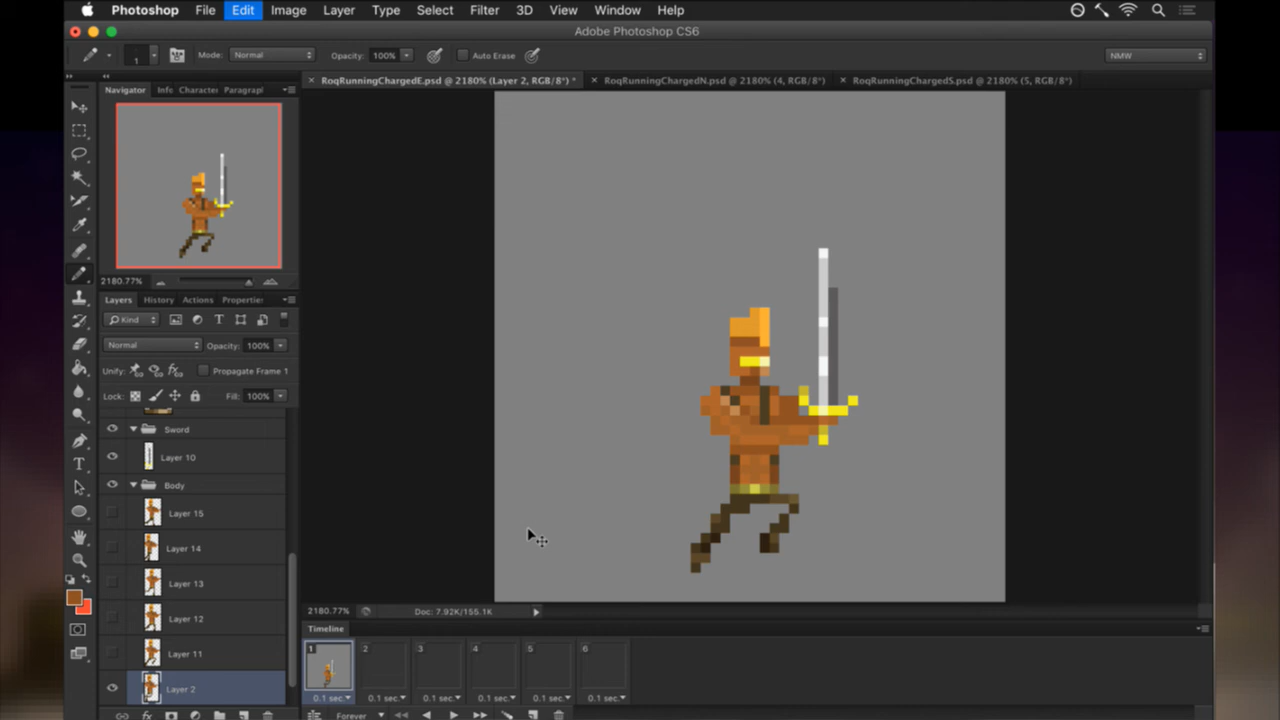 Photoshop File Edit Image Layer Type Select Filter 3D View Window Help
Adobe Photoshop CS6
1 Mode: Normal Opacity: 100% Auto Erase NMW
RoqRunningChargedE.psd @ 2180% (Layer 2, RGB/8*) * RoqRunningChargedN.psd @ 2180% (4, RGB/8*) RoqRunningChargedS.psd @ 2180% (5, RGB/8*)
Navigator Info Character Paragrapl
2180.77%
Layers History Actions Properties
Kind
Normal Opacity: 100%
Unify: Propagate Frame 1
Lock: Fill: 100%
Sword
Layer 10
Body
Layer 15
Layer 14
Layer 13
Layer 12
Layer 11
Layer 2
2180.77% Doc: 7.92K/155.1K
Timeline
1 2 3 4 5 6
0.1 sec. 0.1 sec. 0.1 sec. 0.1 sec. 0.1 sec. 0.1 sec.
Forever